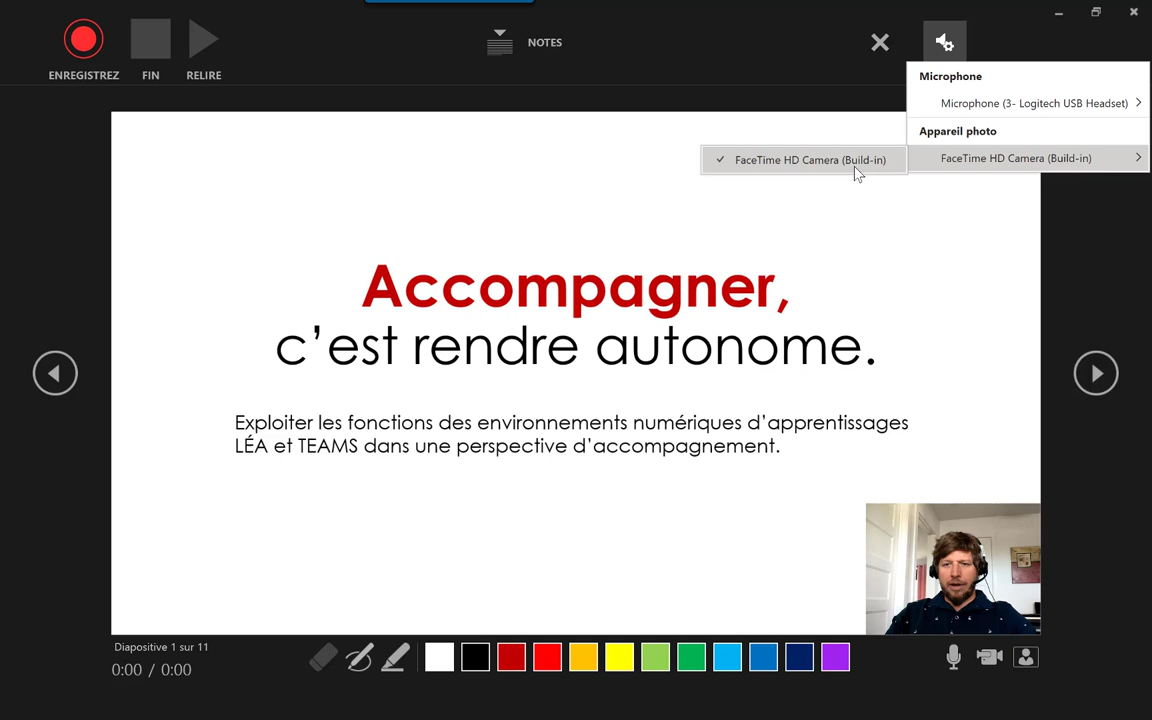 ENREGISTREZ
FIN
RELIRE
NOTES
Microphone
Microphone (3- Logitech USB Headset)
Appareil photo
FaceTime HD Camera (Build-in)
FaceTime HD Camera (Build-in)
Accompagner,
c’est rendre autonome.
Exploiter les fonctions des environnements numériques d’apprentissages
LÉA et TEAMS dans une perspective d’accompagnement.
Diapositive 1 sur 11
0:00 / 0:00